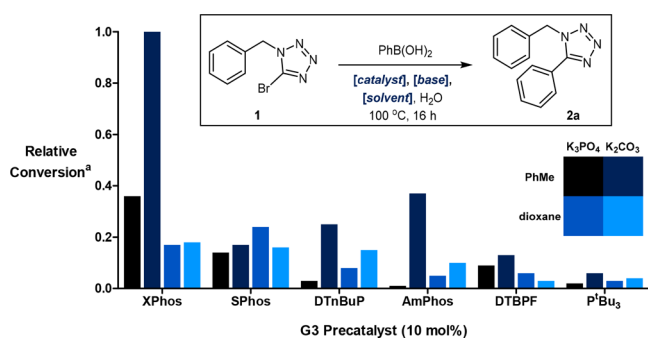 PhB(OH)2
[catalyst], [base],
[solvent], H2O
100 °C, 16 h
N
N
N
N
Br
1
N
N
N
N
2a
Relative
Conversionᵃ
1.0
0.8
0.6
0.4
0.2
0.0
K3PO4 K2CO3
PhMe
dioxane
XPhos SPhos DTnBuP AmPhos DTBPF PᵗBu3
G3 Precatalyst (10 mol%)